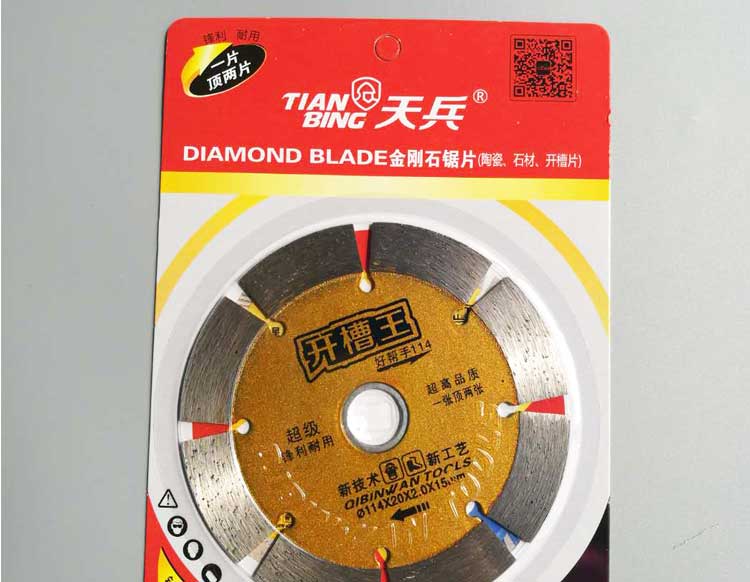 锋利 耐用
一片
顶两片
TIAN BING 天兵®
DIAMOND BLADE金刚石锯片(陶瓷、石材、开槽片)
开槽王
好帮手114
超高品质
一张顶两张
超级
锋利耐用
新技术 新工艺
QIBINWANTOOLS
Ø114X20X2.0X15.mm